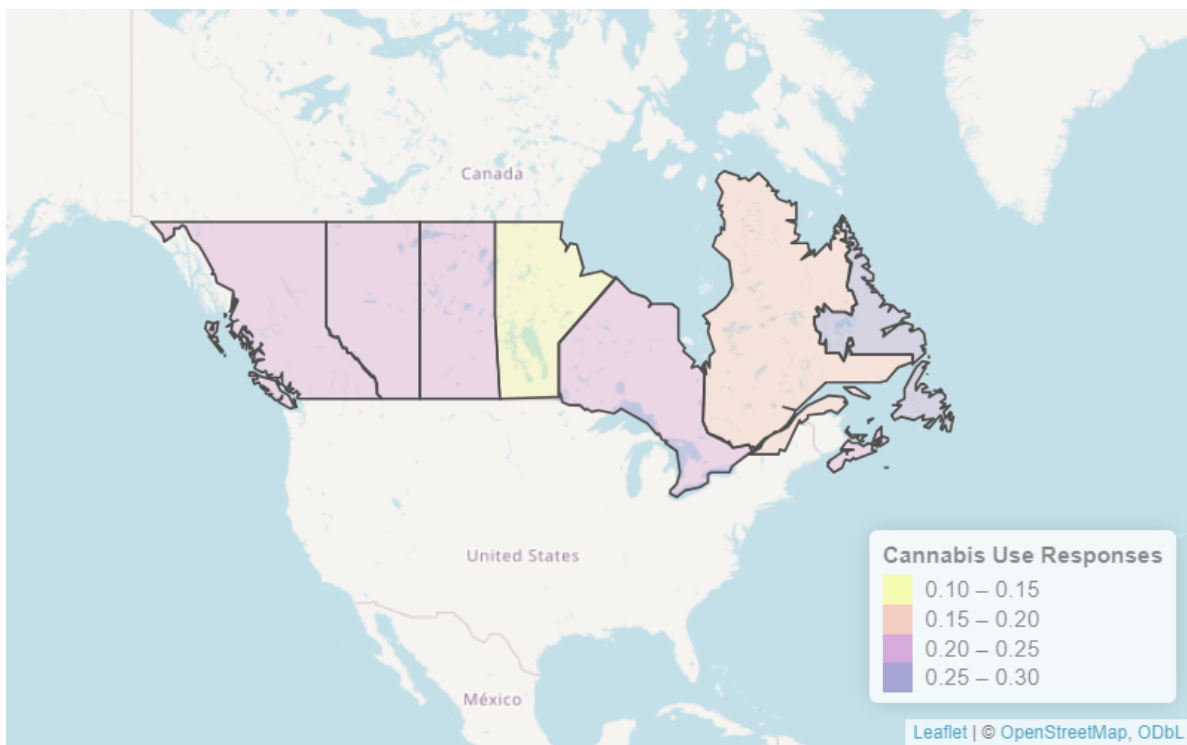 Canada
United States
México
Cannabis Use Responses
0.10 – 0.15
0.15 – 0.20
0.20 – 0.25
0.25 – 0.30
Leaflet | © OpenStreetMap, ODbL